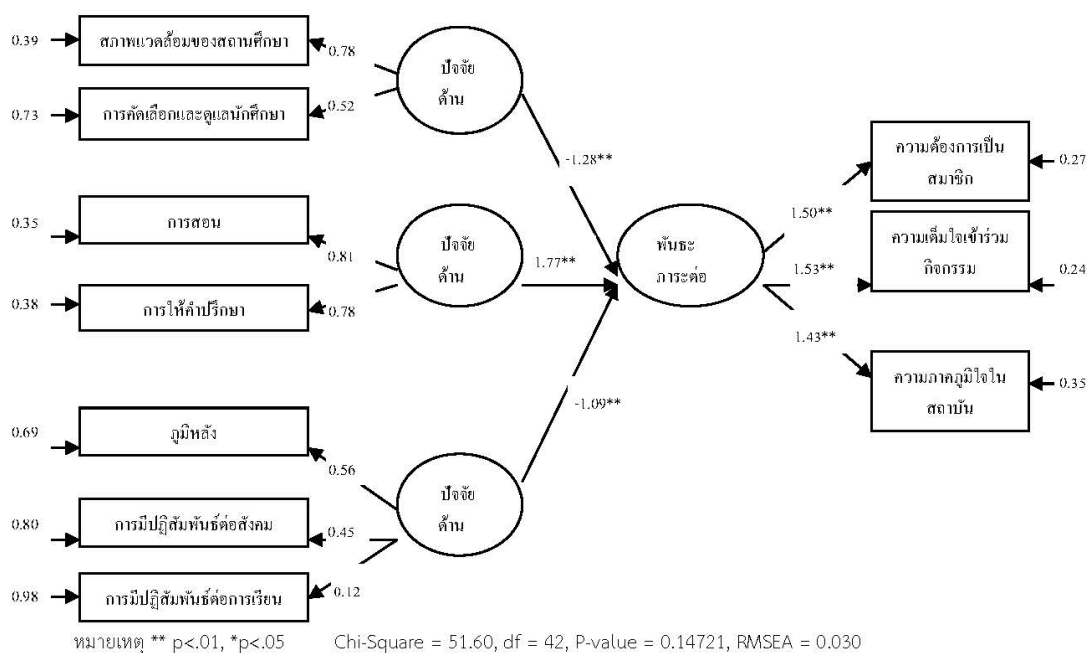 0.39
สภาพแวดล้อมของสถานศึกษา
0.78
0.73
การคัดเลือกและดูแลนักศึกษา
0.52
ปัจจัย
ด้าน
-1.28**
0.35
การสอน
0.81
0.38
การให้คำปรึกษา
0.78
ปัจจัย
ด้าน
1.77**
0.69
ภูมิหลัง
0.56
0.80
การมีปฏิสัมพันธ์ต่อสังคม
0.45
0.98
การมีปฏิสัมพันธ์ต่อการเรียน
0.12
ปัจจัย
ด้าน
-1.09**
พันธะ
ภาระต่อ
1.50**
ความต้องการเป็น
สมาชิก
0.27
1.53**
ความเต็มใจเข้าร่วม
กิจกรรม
0.24
1.43**
ความภาคภูมิใจใน
สถาบัน
0.35
หมายเหตุ ** p<.01, *p<.05 Chi-Square = 51.60, df = 42, P-value = 0.14721, RMSEA = 0.030